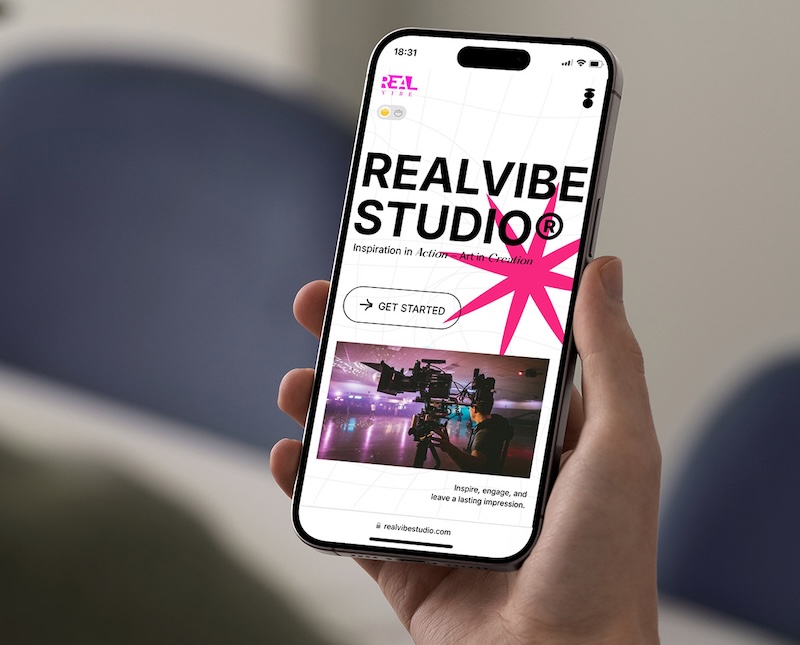 18:31
REAL
VIBE
REALVIBE
STUDIO®
Inspiration in Action - Art in Creation
GET STARTED
Inspire, engage, and
leave a lasting impression.
realvibestudio.com